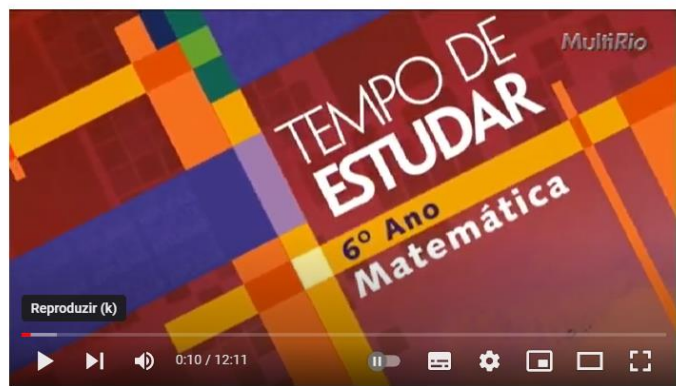 MultiRio
TEMPO DE
ESTUDAR
6º Ano
Matemática
Reproduzir (k)
0:10 / 12:11